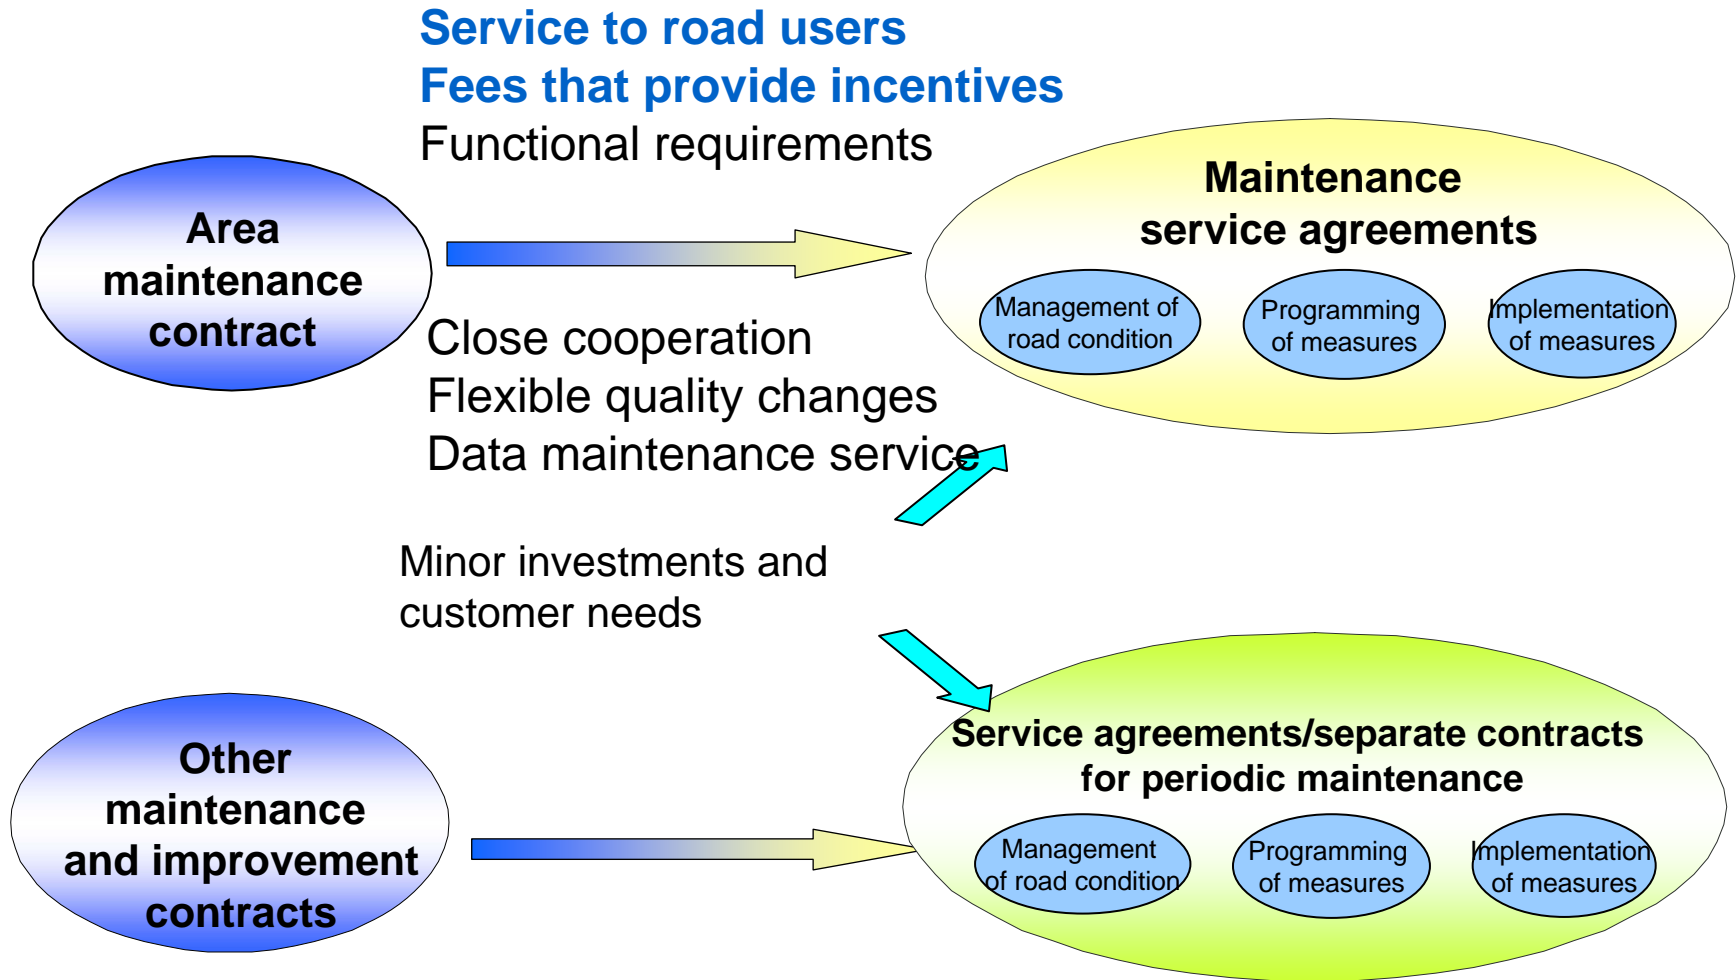 Service to road users
Fees that provide incentives
Functional requirements
Area
maintenance
contract
Maintenance
service agreements
Management of
road condition
Programming
of measures
Implementation
of measures
Close cooperation
Flexible quality changes
Data maintenance service
Minor investments and
customer needs
Other
maintenance
and improvement
contracts
Service agreements/separate contracts
for periodic maintenance
Management
of road condition
Programming
of measures
Implementation
of measures